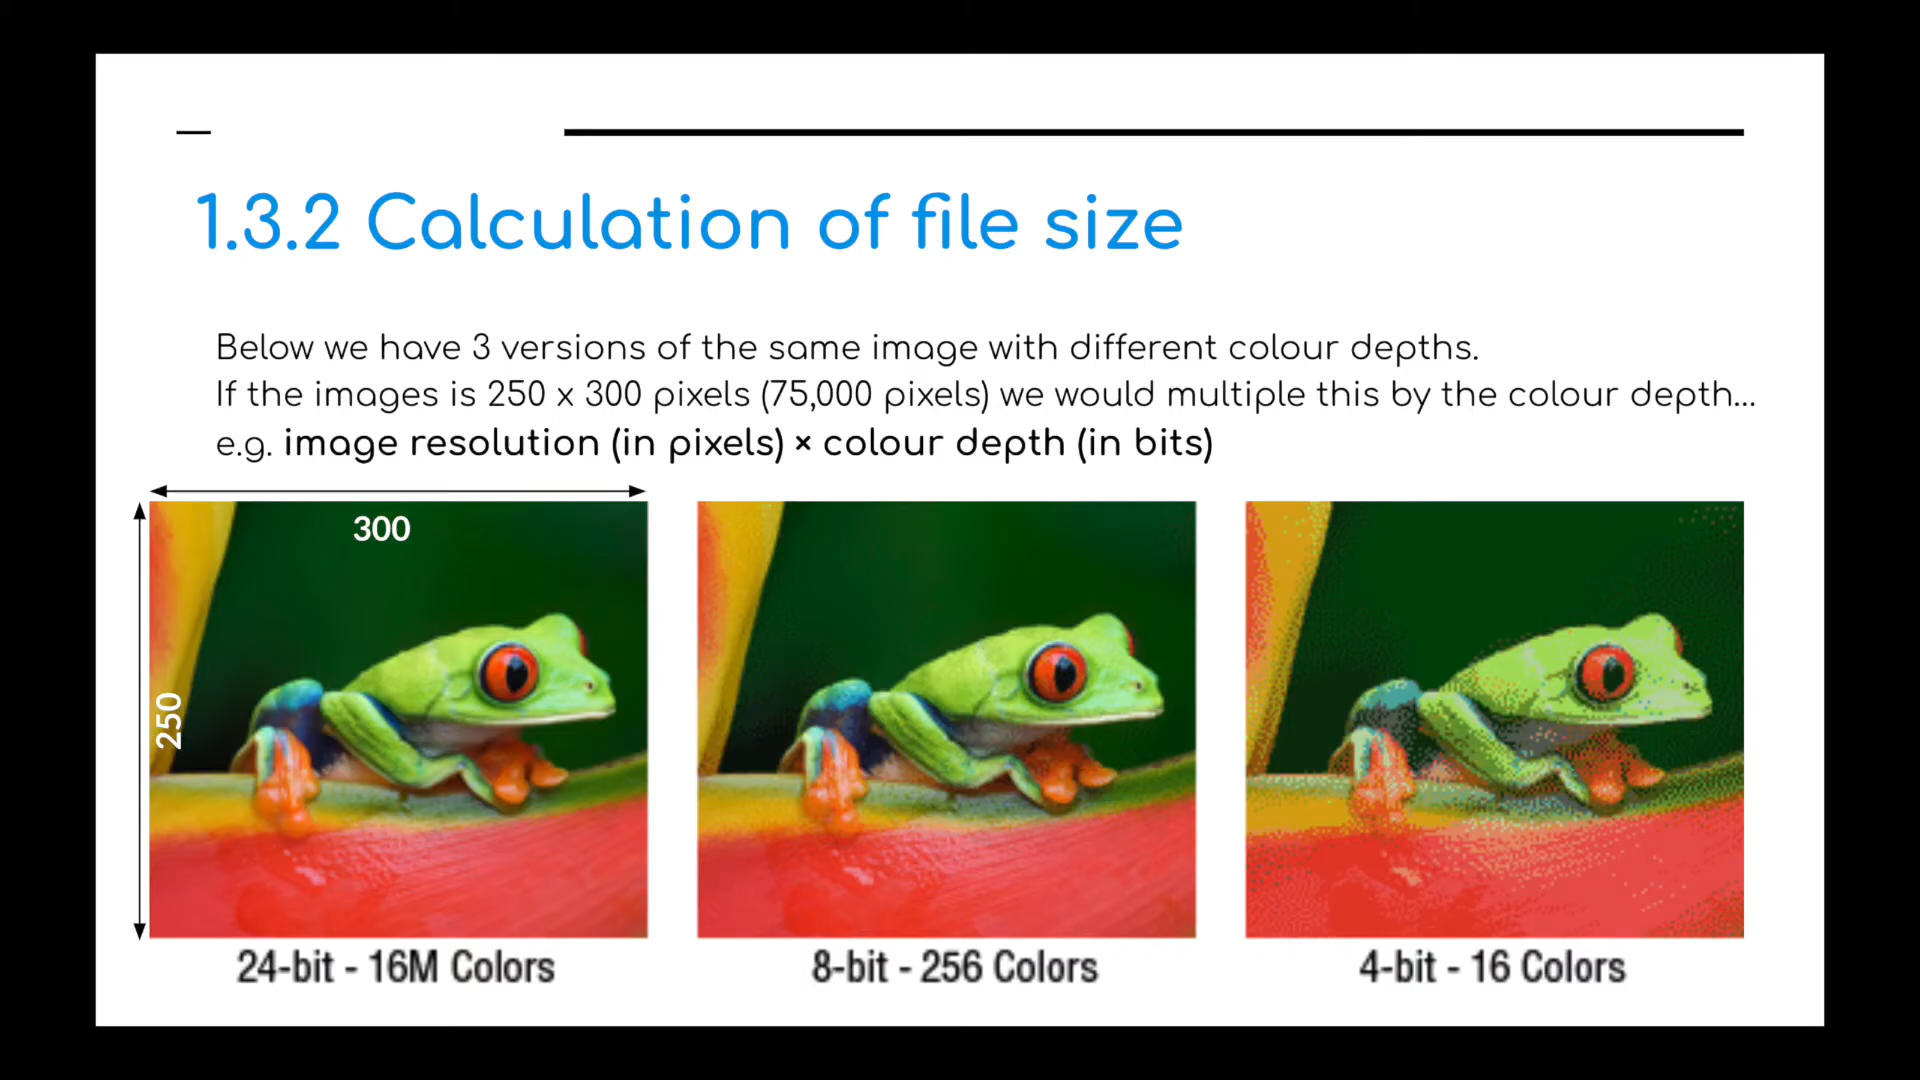 1.3.2 Calculation of file size
Below we have 3 versions of the same image with different colour depths.
If the images is 250 x 300 pixels (75,000 pixels) we would multiple this by the colour depth...
e.g. image resolution (in pixels) × colour depth (in bits)
300
250
24-bit - 16M Colors
8-bit - 256 Colors
4-bit - 16 Colors